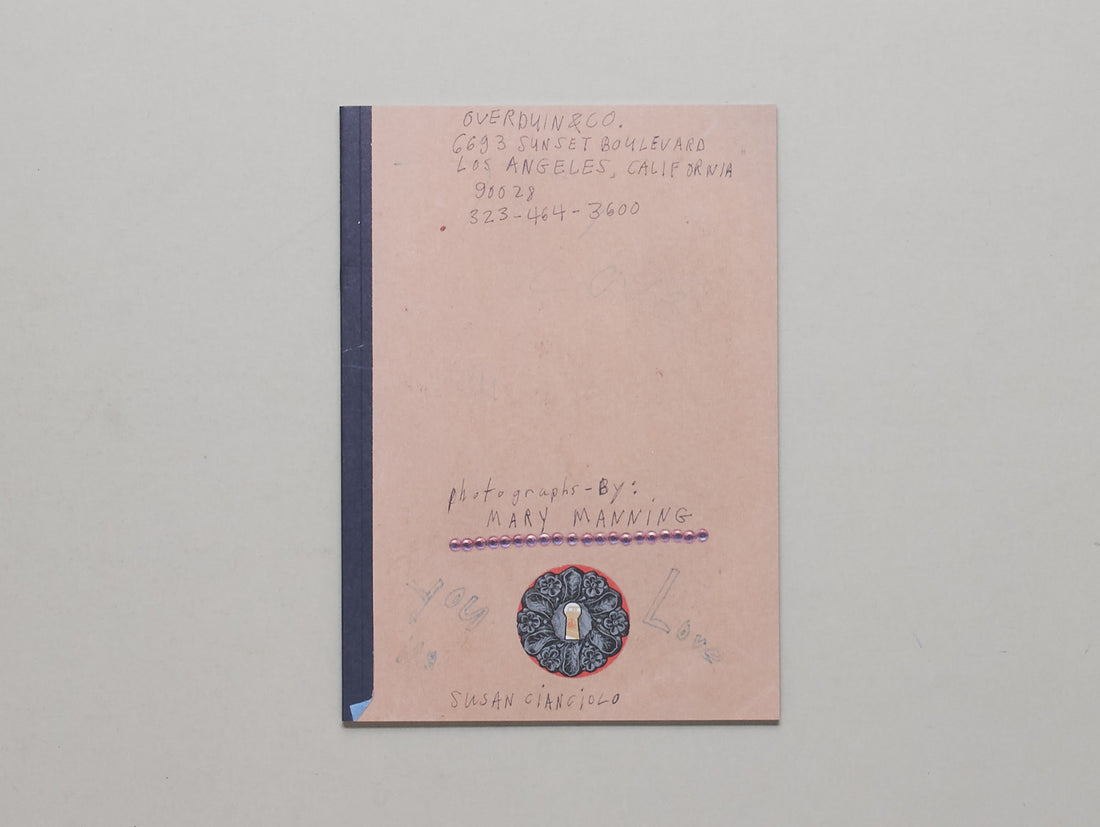 OVERDUIN & CO.
6693 SUNSET BOULEVARD
LOS ANGELES, CALIFORNIA
90028
323-464-3600
photographs-By:
MARY MANNING
you
Love
SUSAN CIANCIOLO